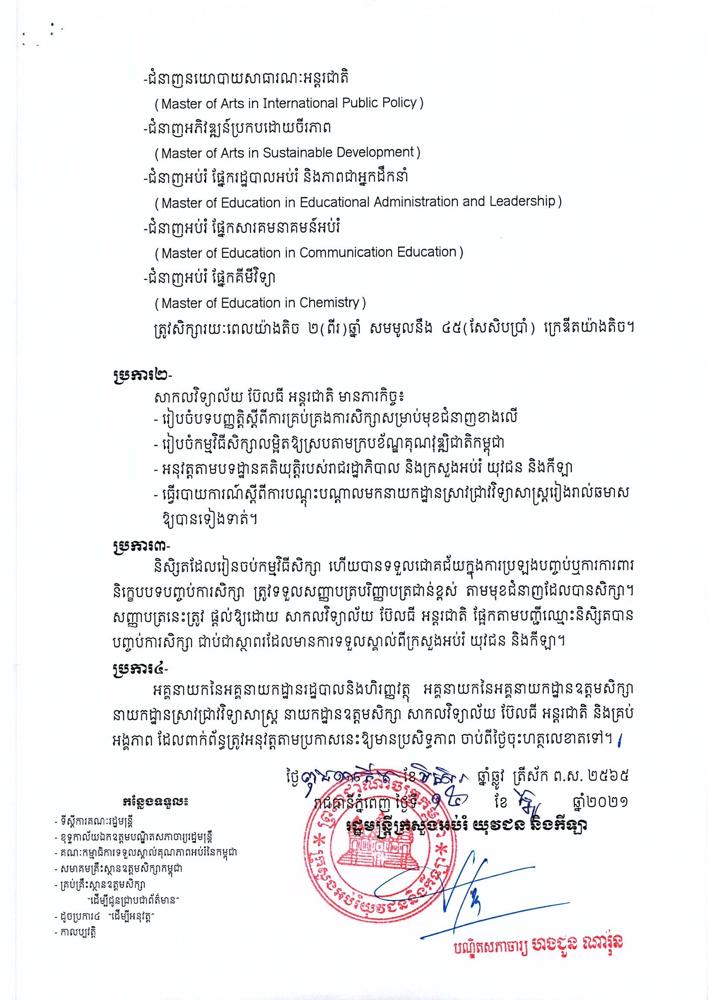 -ជំនាញនយោបាយសាធារណៈអន្តរជាតិ
(Master of Arts in International Public Policy)
-ជំនាញអភិវឌ្ឍន៍ប្រកបដោយចីរភាព
(Master of Arts in Sustainable Development)
-ជំនាញអប់រំ ផ្នែករដ្ឋបាលអប់រំ និងភាពជាអ្នកដឹកនាំ
(Master of Education in Educational Administration and Leadership)
-ជំនាញអប់រំ ផ្នែកសារគមនាគមន៍អប់រំ
(Master of Education in Communication Education)
-ជំនាញអប់រំ ផ្នែកគីមីវិទ្យា
(Master of Education in Chemistry)
ត្រូវសិក្សារយៈពេលយ៉ាងតិច ២(ពីរ)ឆ្នាំ សមមូលនឹង ៤៥(សែសិបប្រាំ) ក្រេឌីតយ៉ាងតិច។
ប្រការ២-
សាកលវិទ្យាល័យ ប៊ែលធី អន្តរជាតិ មានភារកិច្ច៖
- រៀបចំបទបញ្ញត្តិស្តីពីការគ្រប់គ្រងការសិក្សាសម្រាប់មុខជំនាញខាងលើ
- រៀបចំកម្មវិធីសិក្សាលម្អិតឱ្យស្របតាមក្របខ័ណ្ឌគុណវុឌ្ឍិជាតិកម្ពុជា
- អនុវត្តតាមបទដ្ឋានគតិយុត្តិរបស់រាជរដ្ឋាភិបាល និងក្រសួងអប់រំ យុវជន និងកីឡា
- ធ្វើរបាយការណ៍ស្តីពីការបណ្តុះបណ្តាលមកនាយកដ្ឋានស្រាវជ្រាវវិទ្យាសាស្ត្ររៀងរាល់ឆមាស
ឱ្យបានទៀងទាត់។
ប្រការ៣-
និស្សិតដែលរៀនចប់កម្មវិធីសិក្សា ហើយបានទទួលជោគជ័យក្នុងការប្រឡងបញ្ចប់ឬការការពារ
និក្ខេបបទបញ្ចប់ការសិក្សា ត្រូវទទួលសញ្ញាបត្របរិញ្ញាបត្រជាន់ខ្ពស់ តាមមុខជំនាញដែលបានសិក្សា។
សញ្ញាបត្រនេះត្រូវ ផ្តល់ឱ្យដោយ សាកលវិទ្យាល័យ ប៊ែលធី អន្តរជាតិ ផ្អែកតាមបញ្ជីឈ្មោះនិស្សិតបាន
បញ្ចប់ការសិក្សា ជាប់ជាស្ថាពរដែលមានការទទួលស្គាល់ពីក្រសួងអប់រំ យុវជន និងកីឡា។
ប្រការ៤-
អគ្គនាយកនៃអគ្គនាយកដ្ឋានរដ្ឋបាលនិងហិរញ្ញវត្ថុ អគ្គនាយកនៃអគ្គនាយកដ្ឋានឧត្តមសិក្សា
នាយកដ្ឋានស្រាវជ្រាវវិទ្យាសាស្ត្រ នាយកដ្ឋានឧត្តមសិក្សា សាកលវិទ្យាល័យ ប៊ែលធី អន្តរជាតិ និងគ្រប់
អង្គភាព ដែលពាក់ព័ន្ធត្រូវអនុវត្តតាមប្រកាសនេះឱ្យមានប្រសិទ្ធភាព ចាប់ពីថ្ងៃចុះហត្ថលេខាតទៅ។
ថ្ងៃ ខែ ឆ្នាំឆ្លូវ ត្រីស័ក ព.ស. ២៥៦៥
រាជធានីភ្នំពេញ ថ្ងៃទី ខែ ឆ្នាំ២០២១
រដ្ឋមន្ត្រីក្រសួងអប់រំ យុវជន និងកីឡា
បណ្ឌិតសភាចារ្យ ហង់ជួន ណារ៉ុន
កន្លែងទទួល៖
- ទីស្តីការគណៈរដ្ឋមន្ត្រី
- ខុទ្ទកាល័យឯកឧត្តមបណ្ឌិតសភាចារ្យរដ្ឋមន្ត្រី
- គណៈកម្មាធិការទទួលស្គាល់គុណភាពអប់រំនៃកម្ពុជា
- សមាគមគ្រឹះស្ថានឧត្តមសិក្សាកម្ពុជា
- គ្រប់គ្រឹះស្ថានឧត្តមសិក្សា
"ដើម្បីជូនជ្រាបជាព័ត៌មាន"
- ដូចប្រការ៤ "ដើម្បីអនុវត្ត"
- កាលប្បវត្តិ